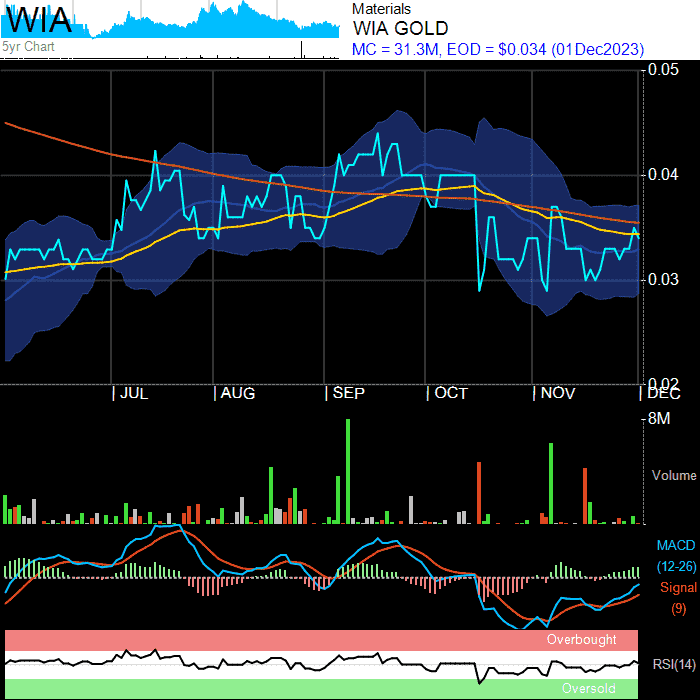 WIA
5yr Chart
Materials
WIA GOLD
MC = 31.3M, EOD = $0.034 (01Dec2023)
0.05
0.04
0.03
0.02
JUL
AUG
SEP
OCT
NOV
DEC
8M
Volume
MACD
(12-26)
Signal
(9)
Overbought
RSI(14)
Oversold